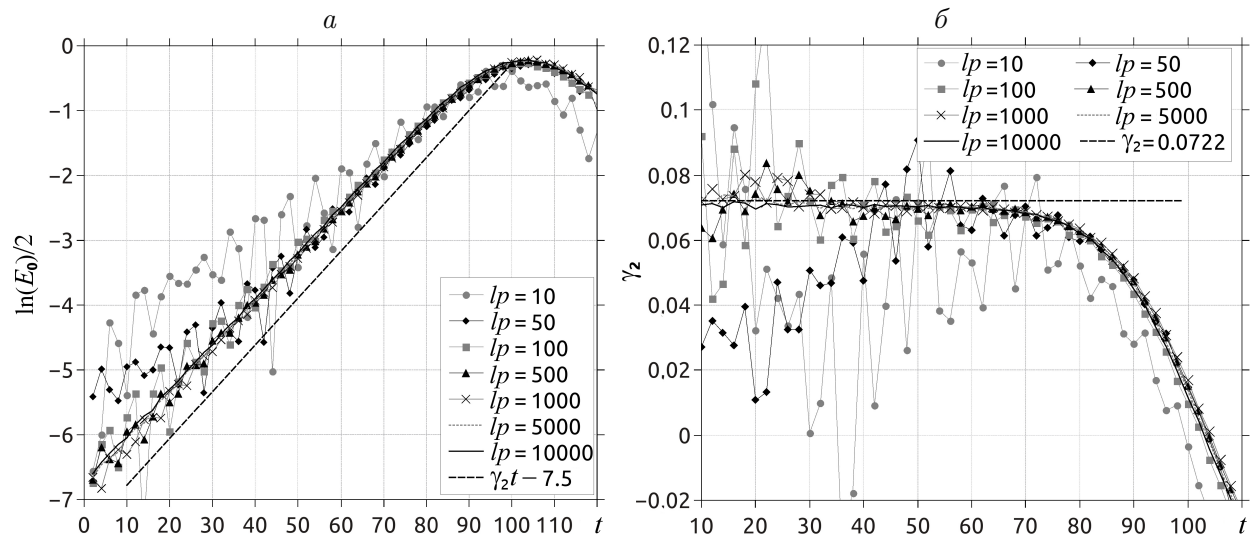 а
0
−1
−2
−3
−4
−5
−6
−7
ln(E₀)/2
lp = 10
lp = 50
lp = 100
lp = 500
lp = 1000
lp = 5000
lp = 10000
γ₂t − 7.5
0 10 20 30 40 50 60 70 80 90 100 110 t
б
0,12
0,1
0.08
0.06
0.04
0,02
0
−0.02
γ₂
lp = 10 lp = 50
lp = 100 lp = 500
lp = 1000 lp = 5000
lp = 10000 γ₂ = 0.0722
10 20 30 40 50 60 70 80 90 100 t